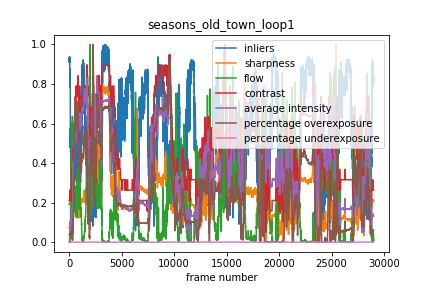 seasons_old_town_loop1
1.0
0.8
0.6
0.4
0.2
0.0
inliers
sharpness
flow
contrast
average intensity
percentage overexposure
percentage underexposure
0 5000 10000 15000 20000 25000 30000
frame number